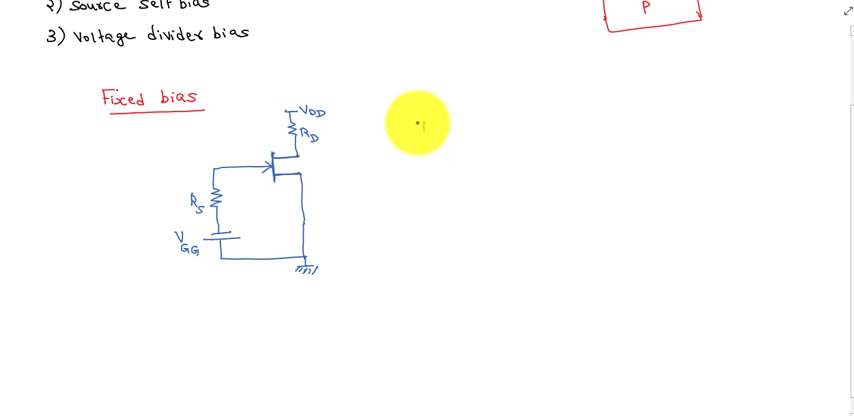 2) Source self bias
P
3) Voltage divider bias
Fixed bias
VDD
RD
RS
VGG